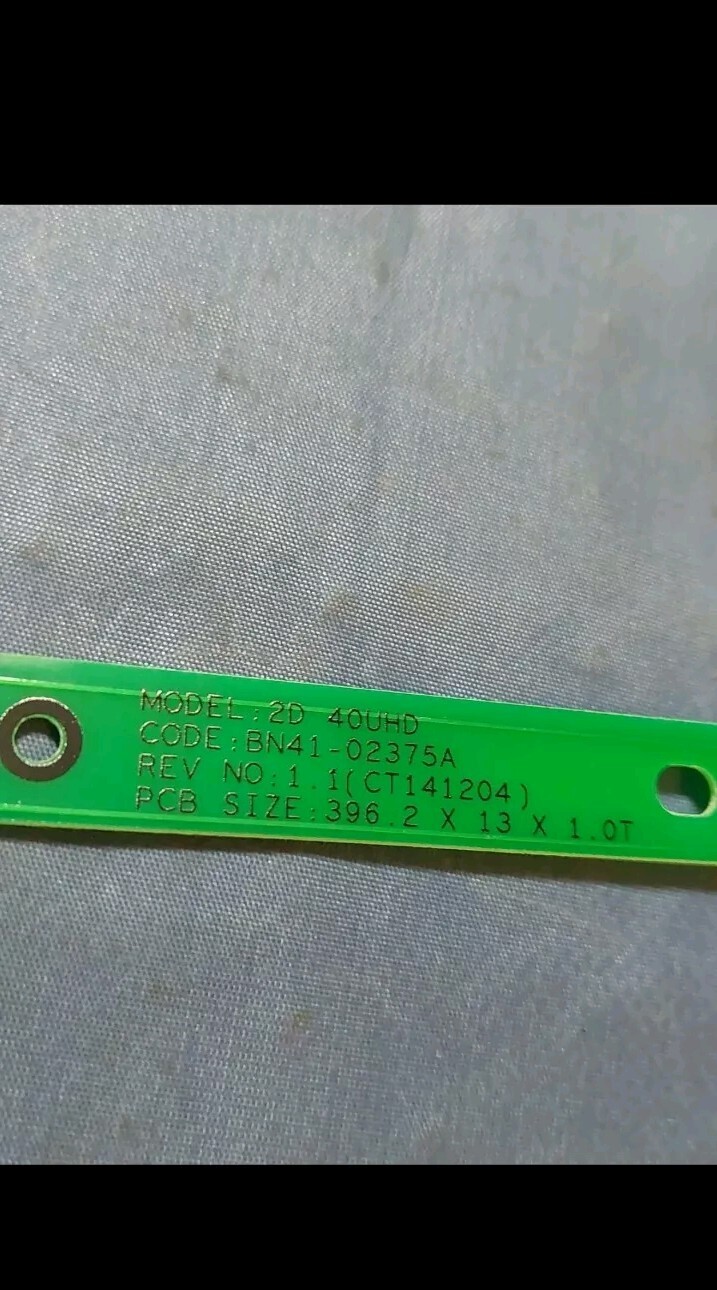 MODEL:2D 40UHD
CODE:BN41-02375A
REV NO:1.1(CT141204)
PCB SIZE:396.2 X 13 X 1.0T